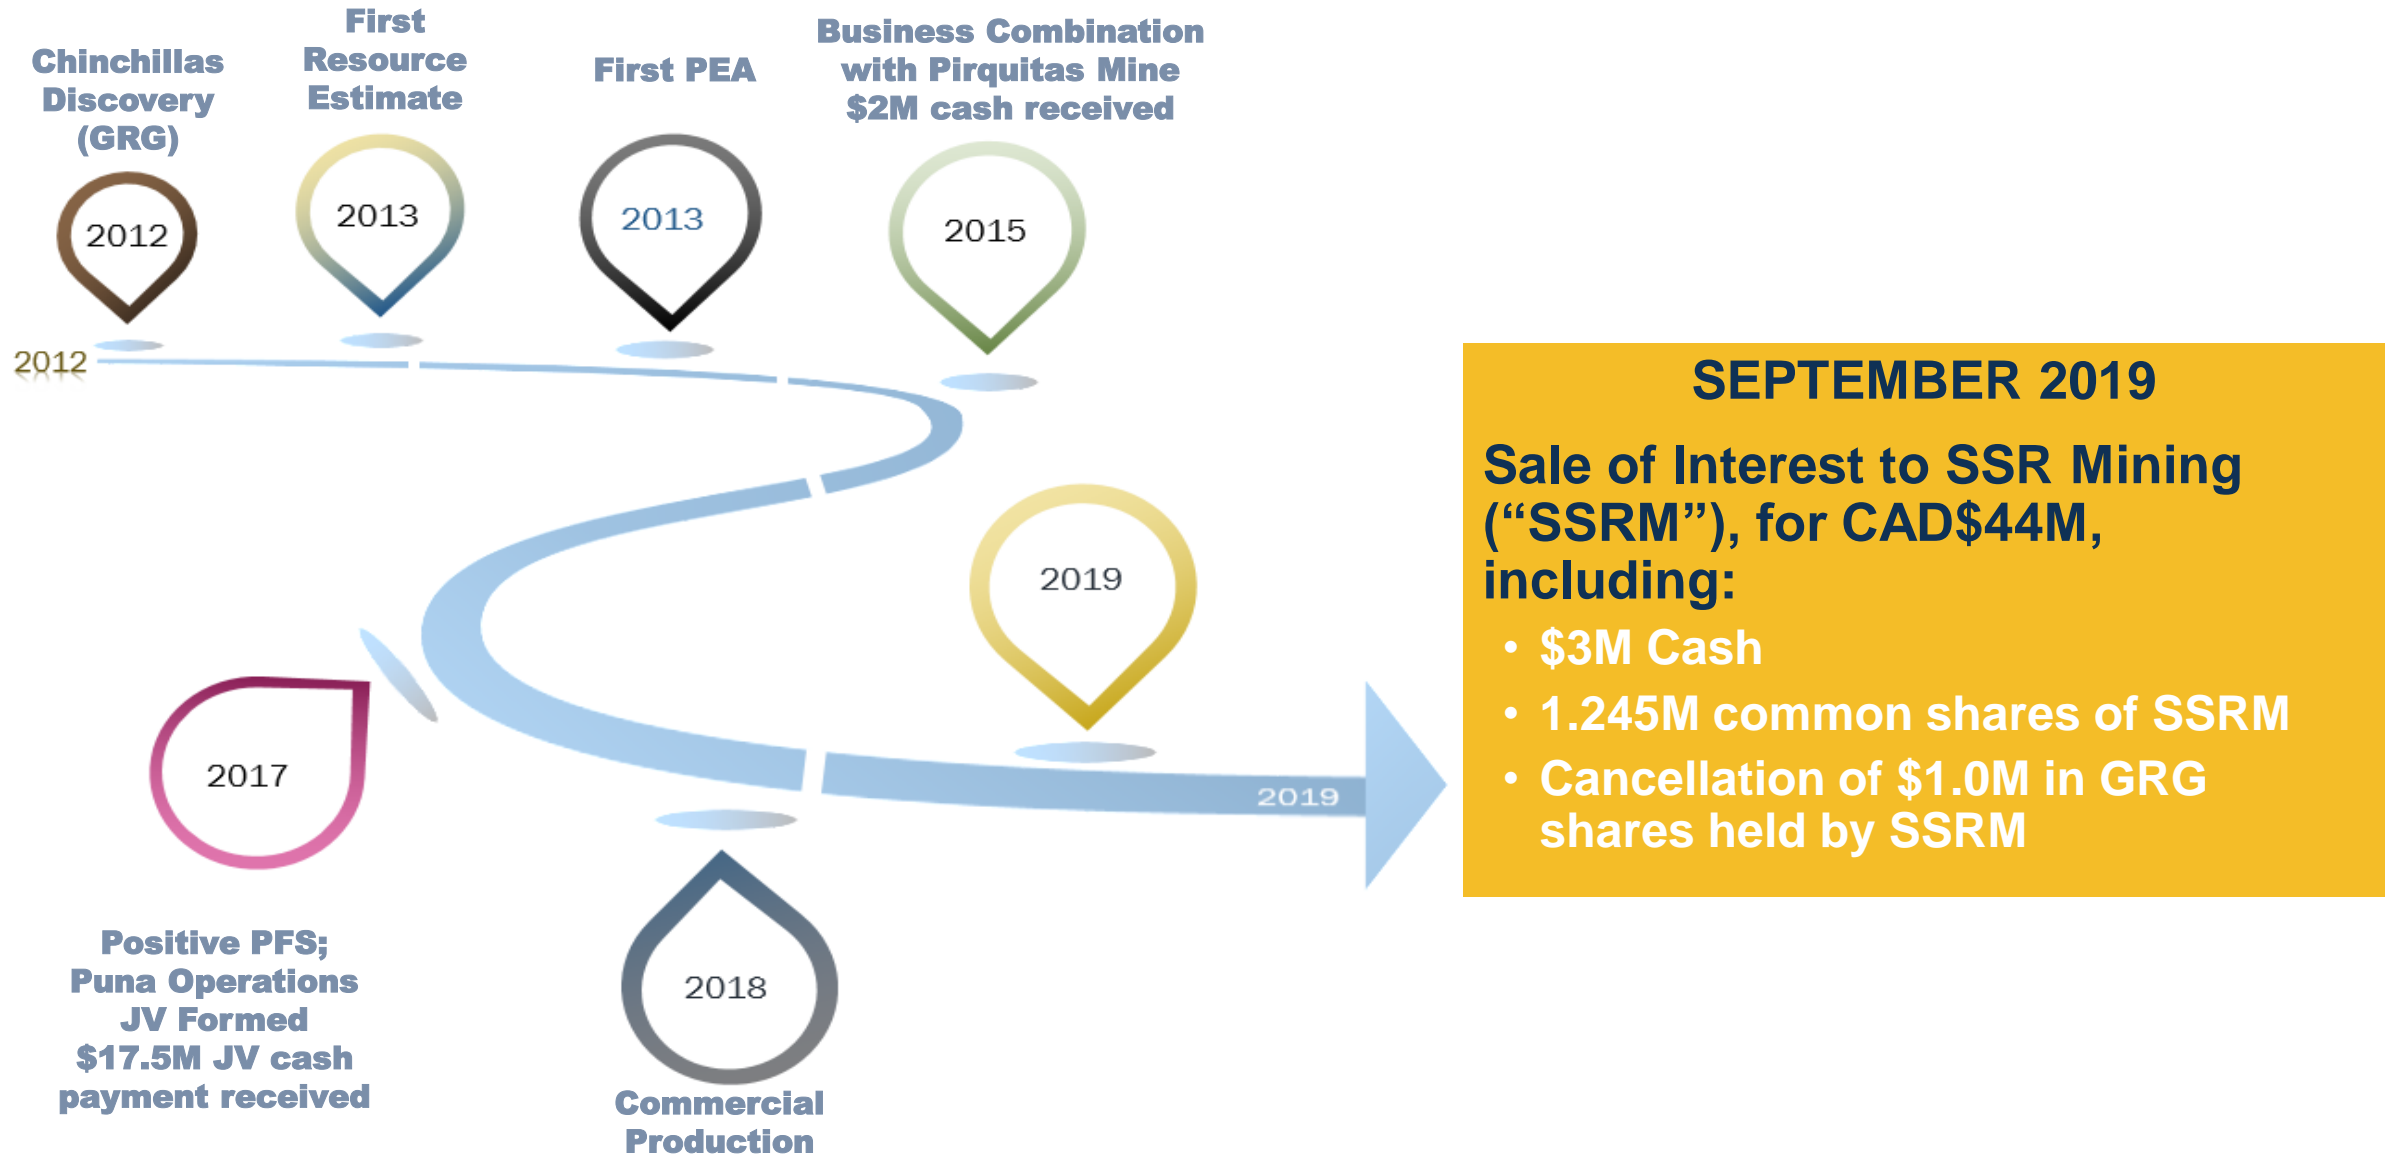 Chinchillas
Discovery
(GRG)
2012
First
Resource
Estimate
2013
First PEA
2013
Business Combination
with Pirquitas Mine
$2M cash received
2015
2012
2017
Positive PFS;
Puna Operations
JV Formed
$17.5M JV cash
payment received
2018
Commercial
Production
2019
2019
SEPTEMBER 2019
Sale of Interest to SSR Mining
(“SSRM”), for CAD$44M,
including:
• $3M Cash
• 1.245M common shares of SSRM
• Cancellation of $1.0M in GRG
shares held by SSRM